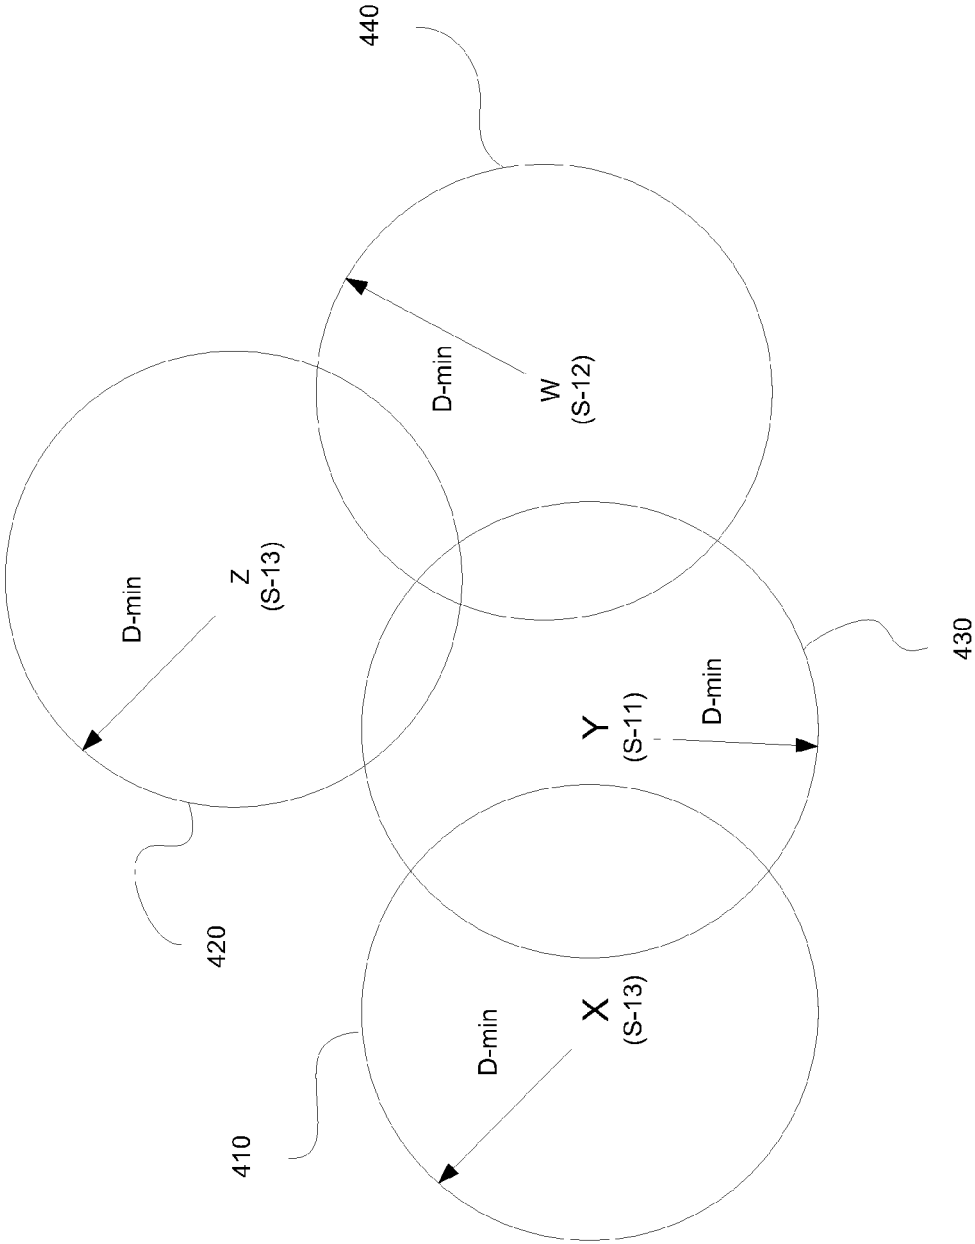 440
D-min
W
(S-12)
D-min
Z
(S-13)
430
D-min
Y
(S-11)
420
D-min
X
(S-13)
410